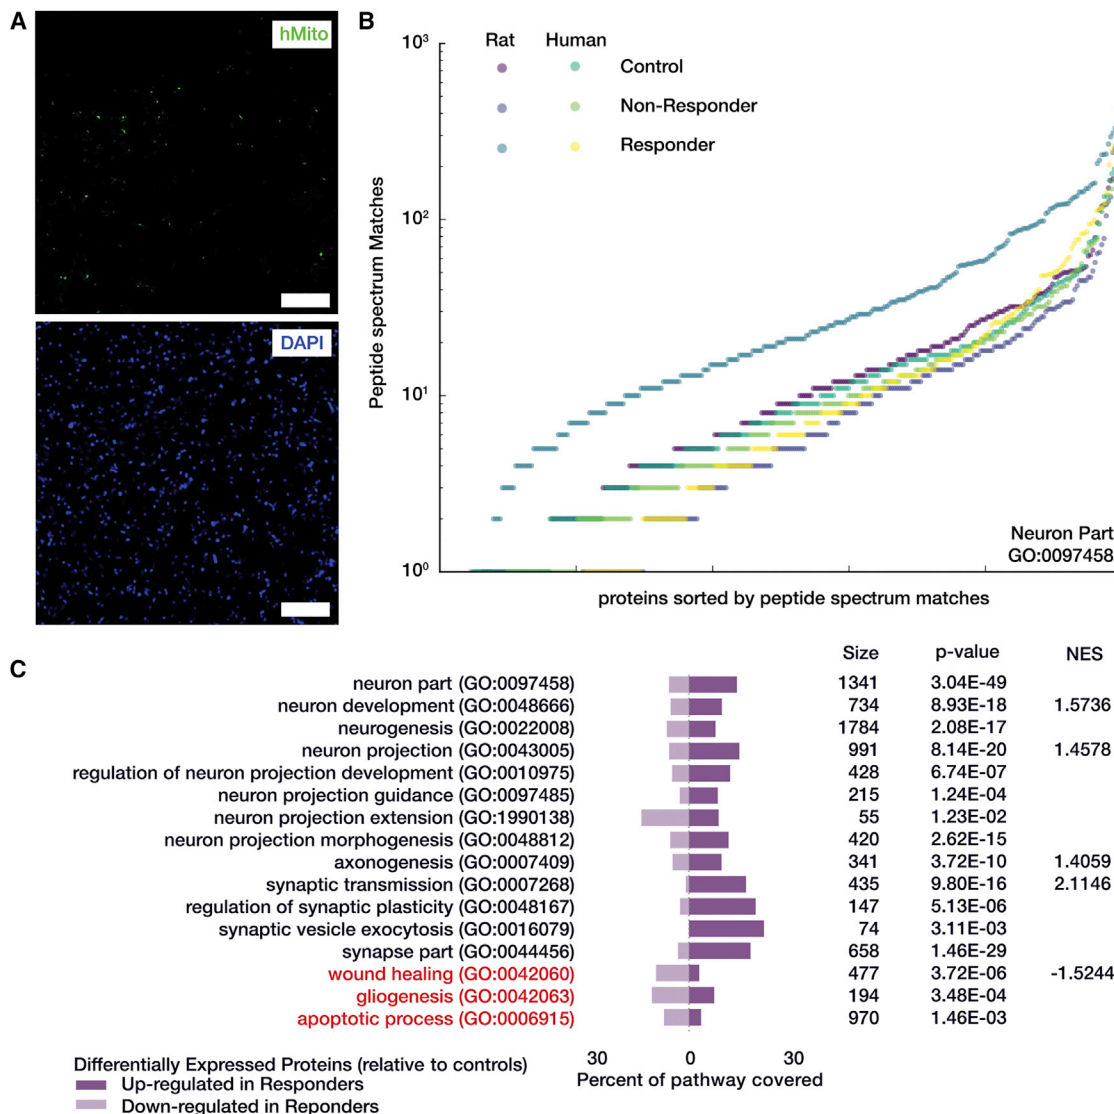 A
hMito
DAPI
B
Rat Human
Control
Non-Responder
Responder
10³
10²
10¹
10⁰
Peptide spectrum Matches
Neuron Part
GO:0097458
proteins sorted by peptide spectrum matches
C
Size p-value NES
neuron part (GO:0097458) 1341 3.04E-49
neuron development (GO:0048666) 734 8.93E-18 1.5736
neurogenesis (GO:0022008) 1784 2.08E-17
neuron projection (GO:0043005) 991 8.14E-20 1.4578
regulation of neuron projection development (GO:0010975) 428 6.74E-07
neuron projection guidance (GO:0097485) 215 1.24E-04
neuron projection extension (GO:1990138) 55 1.23E-02
neuron projection morphogenesis (GO:0048812) 420 2.62E-15
axonogenesis (GO:0007409) 341 3.72E-10 1.4059
synaptic transmission (GO:0007268) 435 9.80E-16 2.1146
regulation of synaptic plasticity (GO:0048167) 147 5.13E-06
synaptic vesicle exocytosis (GO:0016079) 74 3.11E-03
synapse part (GO:0044456) 658 1.46E-29
wound healing (GO:0042060) 477 3.72E-06 -1.5244
gliogenesis (GO:0042063) 194 3.48E-04
apoptotic process (GO:0006915) 970 1.46E-03
30 0 30
Percent of pathway covered
Differentially Expressed Proteins (relative to controls)
Up-regulated in Responders
Down-regulated in Reponders